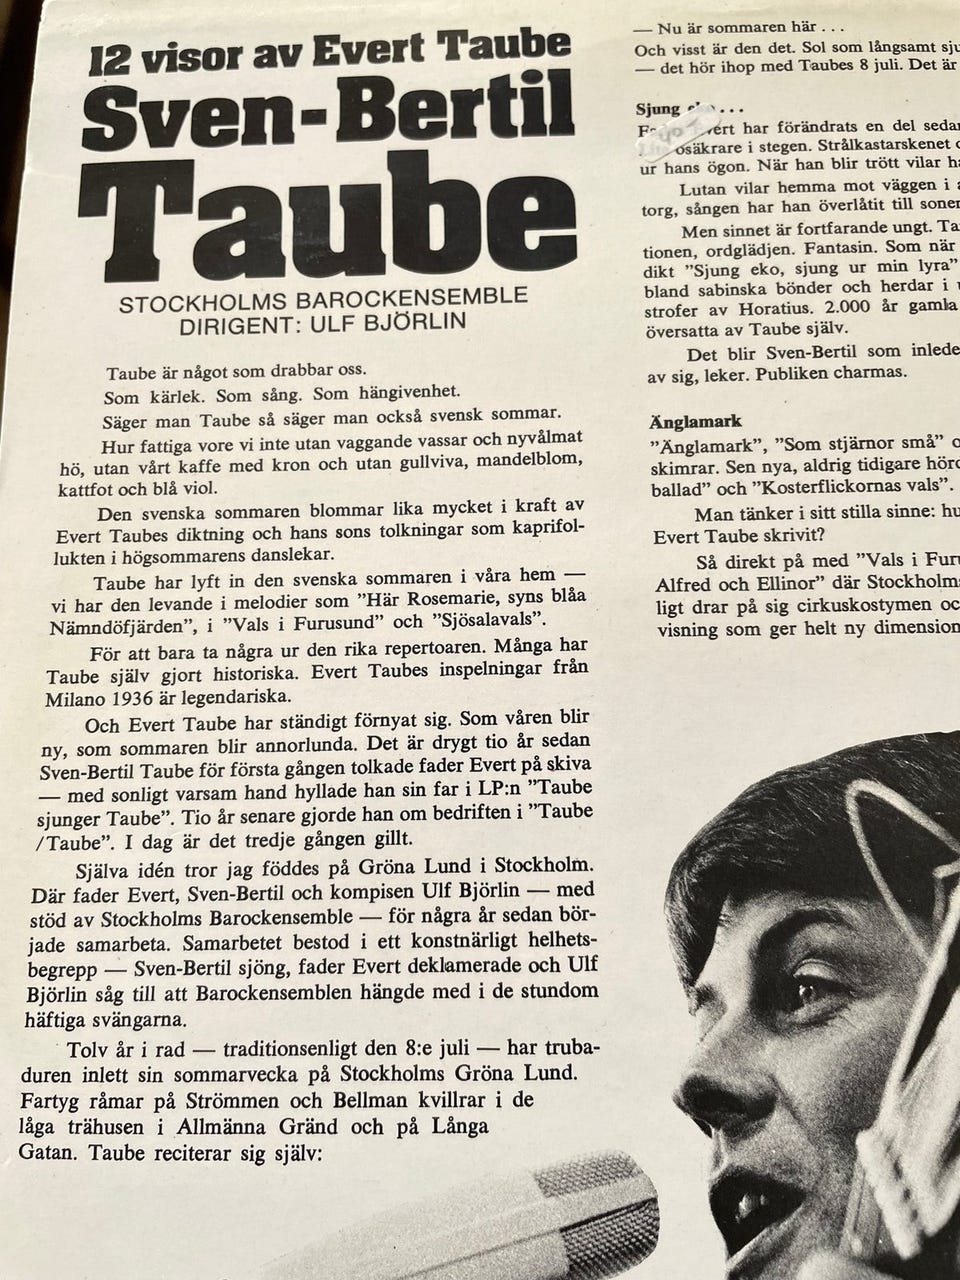 12 visor av Evert Taube
Sven-Bertil
Taube
STOCKHOLMS BAROCKENSEMBLE
DIRIGENT: ULF BJÖRLIN
Taube är något som drabbar oss.
Som kärlek. Som sång. Som hängivenhet.
Säger man Taube så säger man också svensk sommar.
Hur fattiga vore vi inte utan vaggande vassar och nyvålmat
hö, utan vårt kaffe med kron och utan gullviva, mandelblom,
kattfot och blå viol.
Den svenska sommaren blommar lika mycket i kraft av
Evert Taubes diktning och hans sons tolkningar som kaprifol-
lukten i högsommarens danslekar.
Taube har lyft in den svenska sommaren i våra hem —
vi har den levande i melodier som ”Här Rosemarie, syns blåa
Nämndöfjärden”, i ”Vals i Furusund” och ”Sjösalavals”.
För att bara ta några ur den rika repertoaren. Många har
Taube själv gjort historiska. Evert Taubes inspelningar från
Milano 1936 är legendariska.
Och Evert Taube har ständigt förnyat sig. Som våren blir
ny, som sommaren blir annorlunda. Det är drygt tio år sedan
Sven-Bertil Taube för första gången tolkade fader Evert på skiva
— med sonligt varsam hand hyllade han sin far i LP:n ”Taube
sjunger Taube”. Tio år senare gjorde han om bedriften i ”Taube
/Taube”. I dag är det tredje gången gillt.
Själva idén tror jag föddes på Gröna Lund i Stockholm.
Där fader Evert, Sven-Bertil och kompisen Ulf Björlin — med
stöd av Stockholms Barockensemble — för några år sedan bör-
jade samarbeta. Samarbetet bestod i ett konstnärligt helhets-
begrepp — Sven-Bertil sjöng, fader Evert deklamerade och Ulf
Björlin såg till att Barockensemblen hängde med i de stundom
häftiga svängarna.
Tolv år i rad — traditionsenligt den 8:e juli — har truba-
duren inlett sin sommarvecka på Stockholms Gröna Lund.
Fartyg råmar på Strömmen och Bellman kvillrar i de
låga trähusen i Allmänna Gränd och på Långa
Gatan. Taube reciterar sig själv:
— Nu är sommaren här . . .
Och visst är den det. Sol som långsamt
— det hör ihop med Taubes 8 juli. Det är
Sjung . . .
har förändrats en del
osäkrare i stegen. Strålkastarskenet
ur hans ögon. När han blir trött vilar
Lutan vilar hemma mot väggen i
torg, sången har han överlåtit till
Men sinnet är fortfarande ungt.
tionen, ordglädjen. Fantasin. Som när
dikt ”Sjung eko, sjung ur min lyra”
bland sabinska bönder och herdar i
strofer av Horatius. 2.000 år gamla
översatta av Taube själv.
Det blir Sven-Bertil som
av sig, leker. Publiken charmas.
Änglamark
”Änglamark”, ”Som stjärnor små”
skimrar. Sen nya, aldrig tidigare
ballad” och ”Kosterflickornas vals”.
Man tänker i sitt stilla sinne:
Evert Taube skrivit?
Så direkt på med ”Vals i
Alfred och Ellinor” där
ligt drar på sig cirkuskostymen
visning som ger helt ny